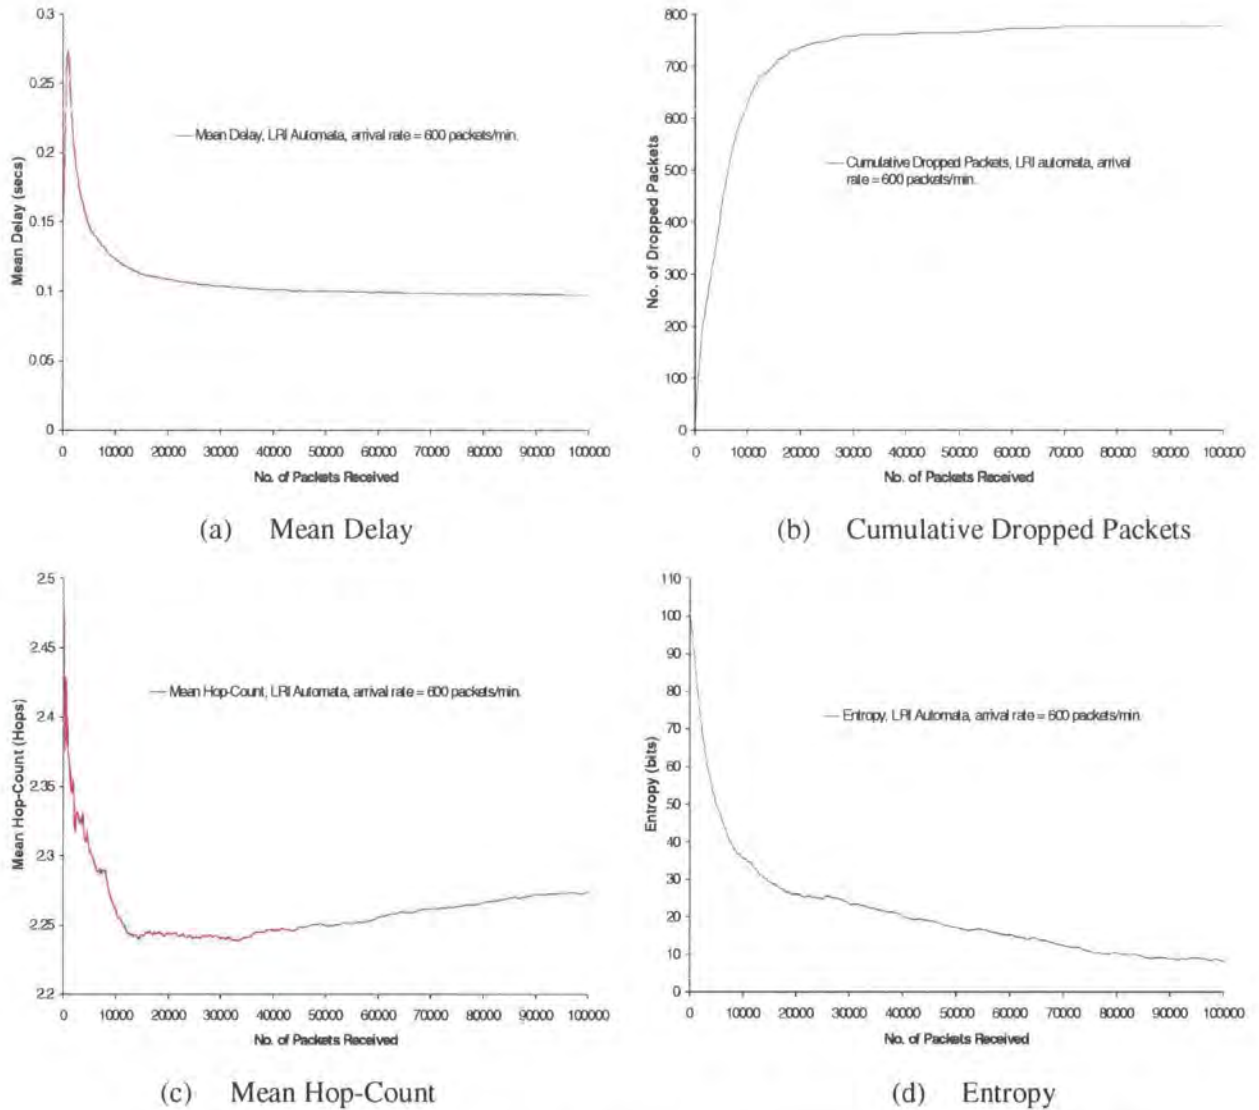 0.3
0.25
0.2
0.15
0.1
0.05
0
Mean Delay (secs)
Mean Delay, LRI Automata, arrival rate = 600 packets/min.
0 10000 20000 30000 40000 50000 60000 70000 80000 90000 100000
No. of Packets Received
(a) Mean Delay
800
700
600
500
400
300
200
100
0
No. of Dropped Packets
Cumulative Dropped Packets, LRI automata, arrival
rate = 600 packets/min.
0 10000 20000 30000 40000 50000 60000 70000 80000 90000 100000
No. of Packets Received
(b) Cumulative Dropped Packets
2.5
2.45
2.4
2.35
2.3
2.25
2.2
Mean Hop-Count (Hops)
Mean Hop-Count, LRI Automata, arrival rate = 600 packets/min.
0 10000 20000 30000 40000 50000 60000 70000 80000 90000 100000
No. of Packets Received
(c) Mean Hop-Count
110
100
90
80
70
60
50
40
30
20
10
0
Entropy (bits)
Entropy, LRI Automata, arrival rate = 600 packets/min.
0 10000 20000 30000 40000 50000 60000 70000 80000 90000 100000
No. of Packets Received
(d) Entropy